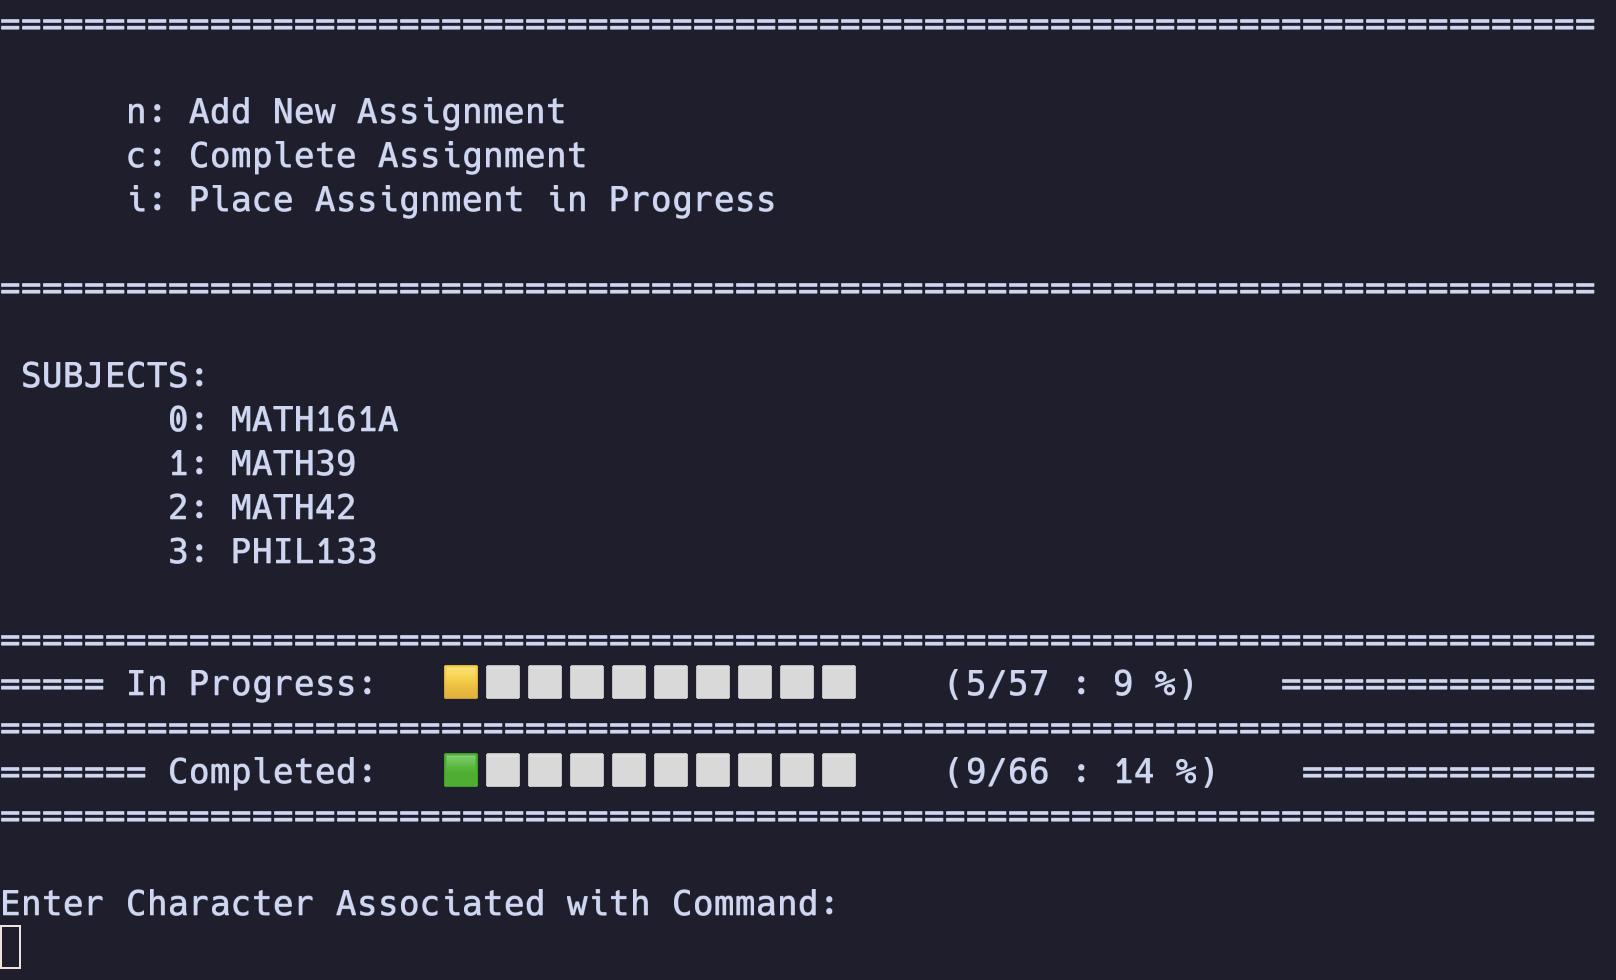 ============================================================================
n: Add New Assignment
c: Complete Assignment
i: Place Assignment in Progress
============================================================================
SUBJECTS:
0: MATH161A
1: MATH39
2: MATH42
3: PHIL133
============================================================================
===== In Progress: 🟨⬜⬜⬜⬜⬜⬜⬜⬜⬜ (5/57 : 9 %) ===============
============================================================================
======= Completed: 🟩⬜⬜⬜⬜⬜⬜⬜⬜⬜ (9/66 : 14 %) ==============
============================================================================
Enter Character Associated with Command: